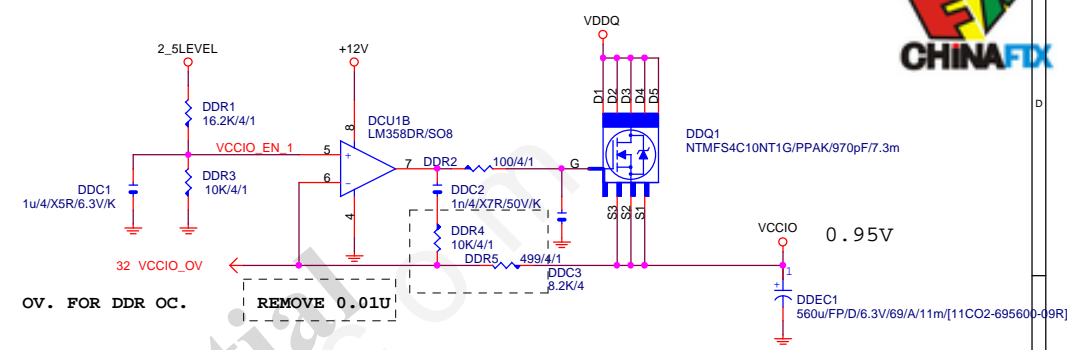 CHINAFIX
VDDQ
2_5LEVEL
+12V
D1
D2
D3
D4
D5
D
DDR1
16.2K/4/1
DCU1B
LM358DR/SO8
8
DDQ1
NTMFS4C10NT1G/PPAK/970pF/7.3m
VCCIO_EN_1
5
+
7
DDR2
100/4/1
G
6
-
DDC1
1u/4/X5R/6.3V/K
DDR3
10K/4/1
DDC2
1n/4/X7R/50V/K
4
S3
S2
S1
DDR4
10K/4/1
VCCIO
0.95V
32 VCCIO_OV
DDR5
499/4/1
DDC3
8.2K/4
1
+
DDEC1
560u/FP/D/6.3V/69/A/11m/[11CO2-695600-09R]
OV. FOR DDR OC.
REMOVE 0.01U